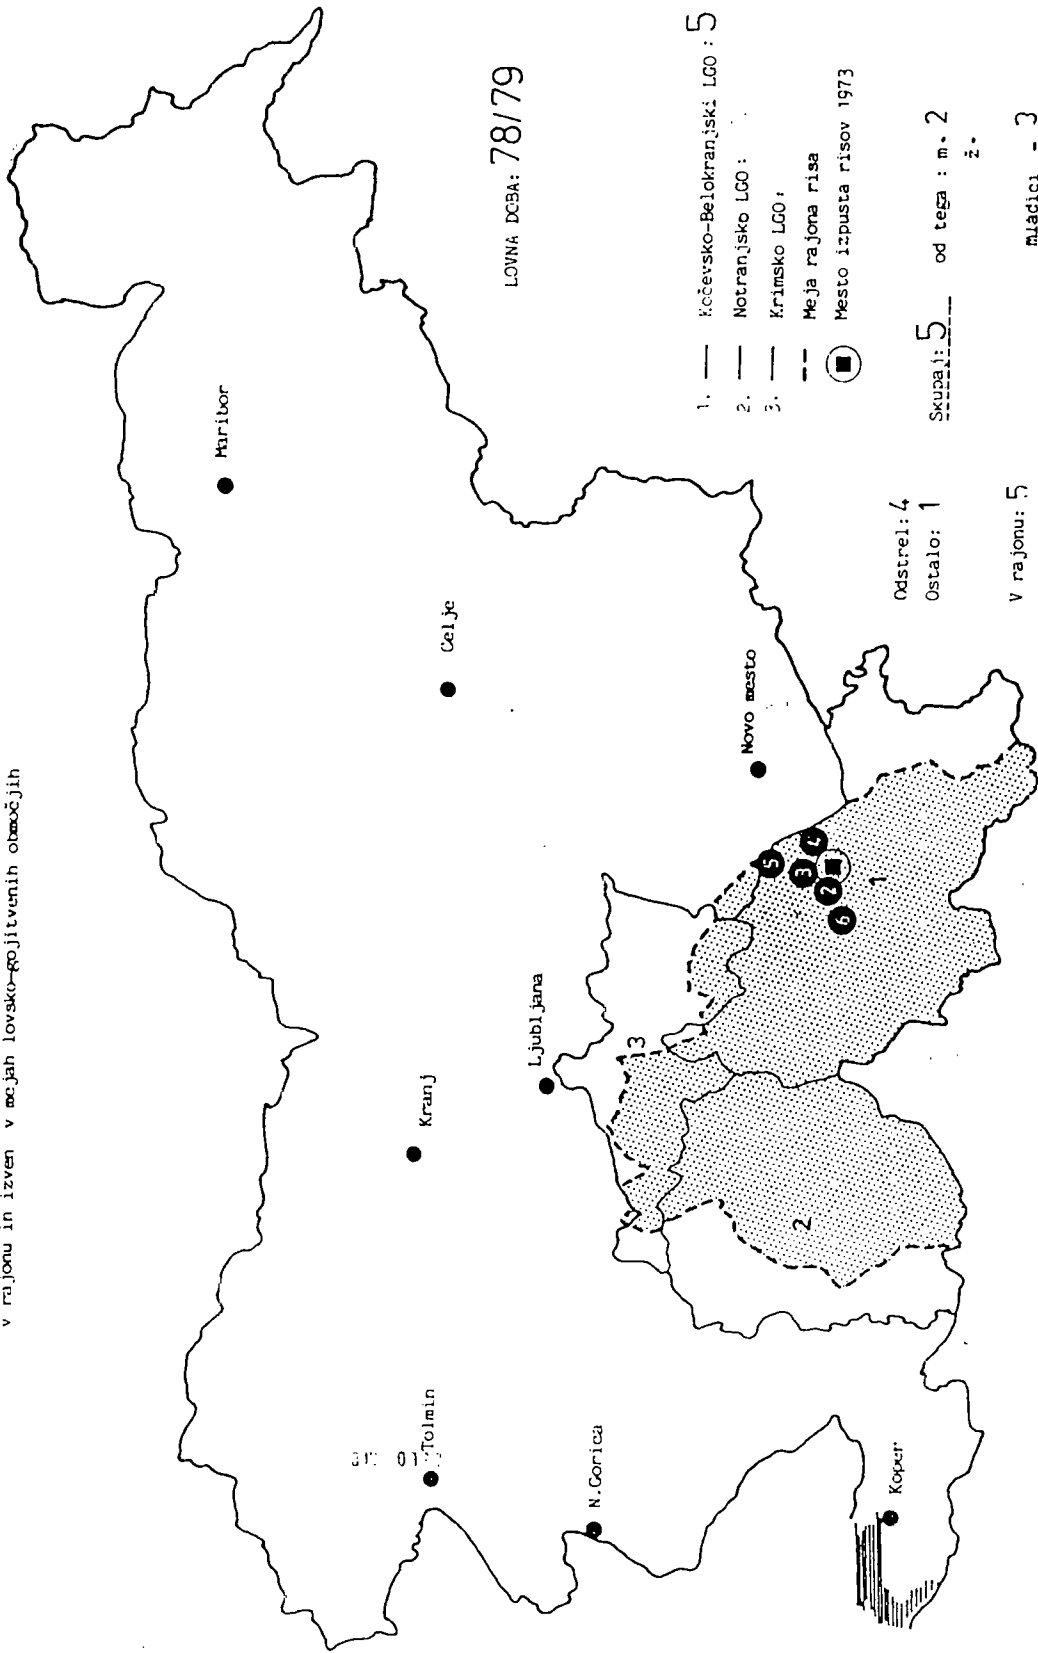 v rajonu in izven v mejah lovsko-gojitvenih območjih
LOVNA DOBA: 78/79
Maribor
Celje
Kranj
Tolmin
Ljubljana
N.Gorica
Novo mesto
Koper
1
2
3
5
4
3
2
6
1. — Kočevsko-Belokranjski LGO: 5
2. — Notranjsko LGO:
3. — Krimsko LGO:
-- Meja rajona risa
Mesto izpusta risov 1973
Odstrel: 4
Ostalo: 1
Skupaj: 5 od tega : m. 2
ž.
mladiči - 3
V rajonu: 5